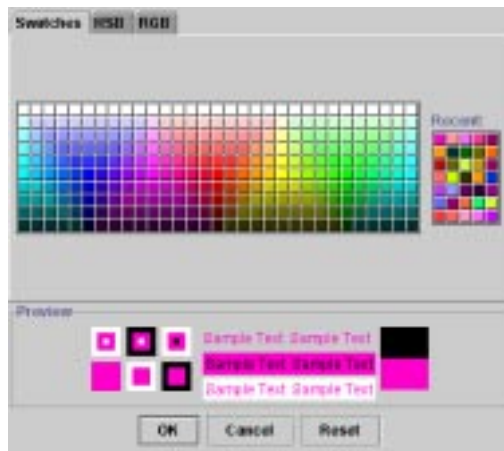 Swatches HSB RGB
Recent:
Preview
Sample Text Sample Text
Sample Text Sample Text
Sample Text Sample Text
OK Cancel Reset